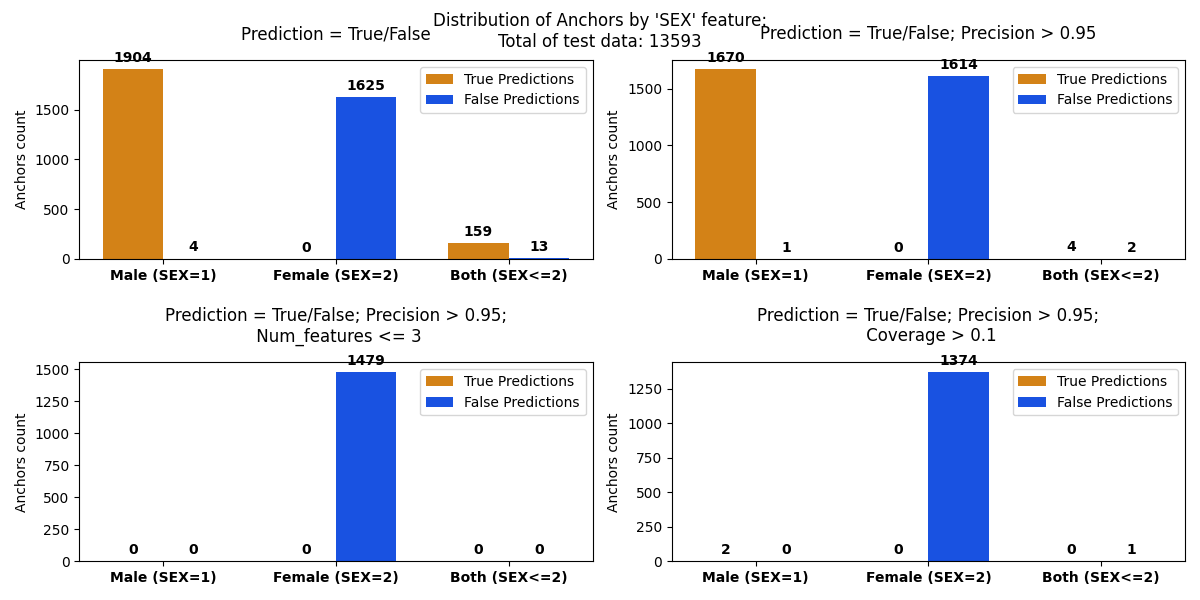 Distribution of Anchors by 'SEX' feature;
Total of test data: 13593
Prediction = True/False
1904
4
0
1625
159
13
True Predictions
False Predictions
Anchors count
1500
1000
500
0
Male (SEX=1)
Female (SEX=2)
Both (SEX<=2)
Prediction = True/False; Precision > 0.95
1670
1
0
1614
4
2
True Predictions
False Predictions
Anchors count
1500
1000
500
0
Male (SEX=1)
Female (SEX=2)
Both (SEX<=2)
Prediction = True/False; Precision > 0.95;
Num_features <= 3
0
0
0
1479
0
0
True Predictions
False Predictions
Anchors count
1500
1250
1000
750
500
250
0
Male (SEX=1)
Female (SEX=2)
Both (SEX<=2)
Prediction = True/False; Precision > 0.95;
Coverage > 0.1
2
0
0
1374
0
1
True Predictions
False Predictions
Anchors count
1250
1000
750
500
250
0
Male (SEX=1)
Female (SEX=2)
Both (SEX<=2)